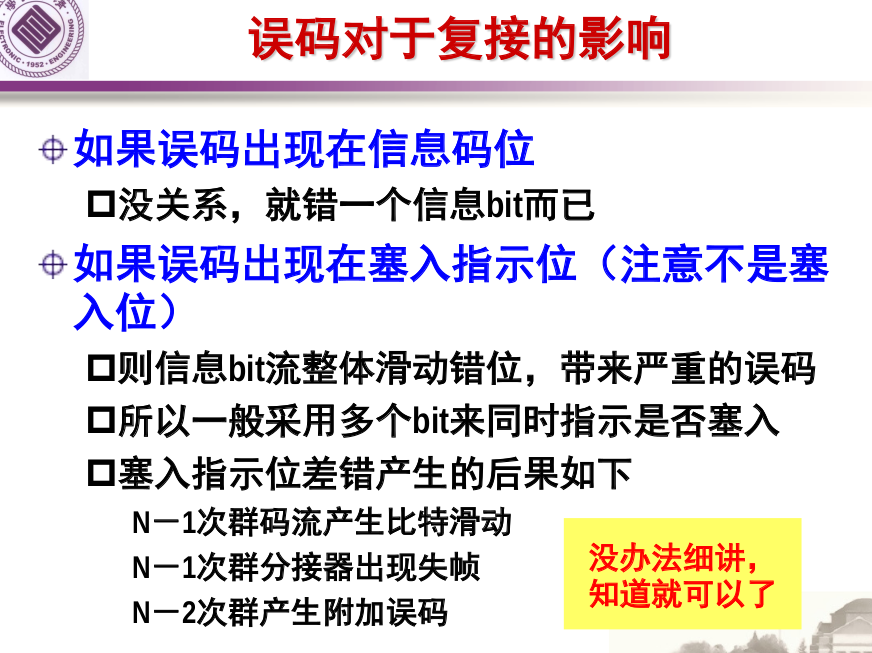 误码对于复接的影响
ELECTRONIC · 1952 · ENGINEERING
如果误码出现在信息码位
没关系，就错一个信息bit而已
如果误码出现在塞入指示位（注意不是塞
入位）
则信息bit流整体滑动错位，带来严重的误码
所以一般采用多个bit来同时指示是否塞入
塞入指示位差错产生的后果如下
N－1次群码流产生比特滑动
N－1次群分接器出现失帧
N－2次群产生附加误码
没办法细讲，
知道就可以了